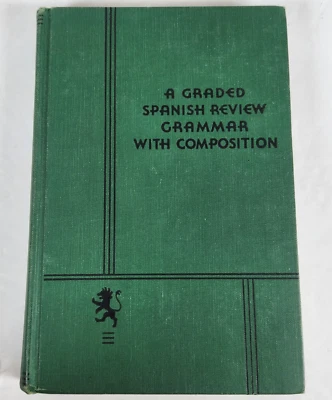 A GRADED
SPANISH REVIEW
GRAMMAR
WITH COMPOSITION